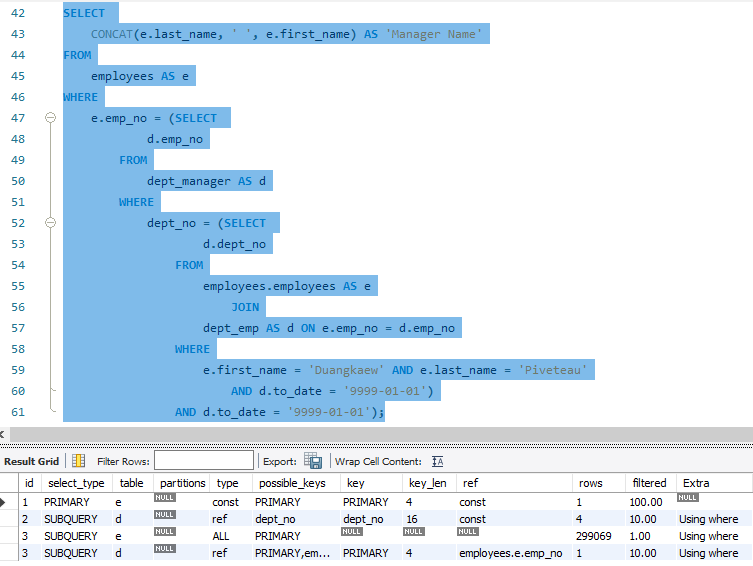 42 SELECT
43 CONCAT(e.last_name, ' ', e.first_name) AS 'Manager Name'
44 FROM
45 employees AS e
46 WHERE
47 e.emp_no = (SELECT
48 d.emp_no
49 FROM
50 dept_manager AS d
51 WHERE
52 dept_no = (SELECT
53 d.dept_no
54 FROM
55 employees.employees AS e
56 JOIN
57 dept_emp AS d ON e.emp_no = d.emp_no
58 WHERE
59 e.first_name = 'Duangkaew' AND e.last_name = 'Piveteau'
60 AND d.to_date = '9999-01-01')
61 AND d.to_date = '9999-01-01');
Result Grid Filter Rows: Export: Wrap Cell Content: IA
id select_type table partitions type possible_keys key key_len ref rows filtered Extra
1 PRIMARY e NULL const PRIMARY PRIMARY 4 const 1 100.00 NULL
2 SUBQUERY d NULL ref dept_no dept_no 16 const 4 10.00 Using where
3 SUBQUERY e NULL ALL PRIMARY NULL NULL NULL 299069 1.00 Using where
3 SUBQUERY d NULL ref PRIMARY,em... PRIMARY 4 employees.e.emp_no 1 10.00 Using where